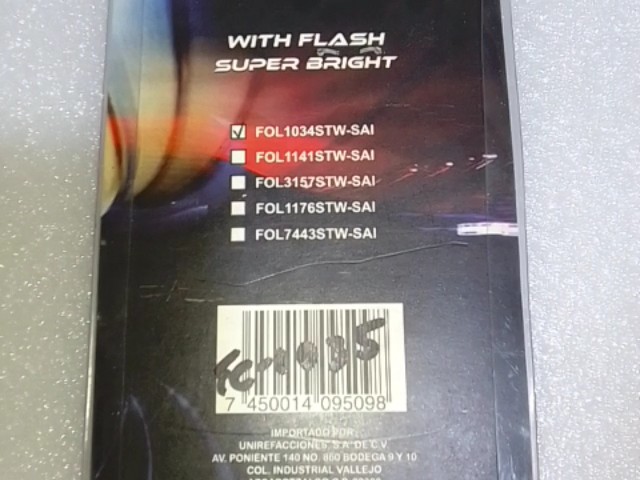 WITH FLASH
SUPER BRIGHT
FOL1034STW-SAI
FOL1141STW-SAI
FOL3157STW-SAI
FOL1176STW-SAI
FOL7443STW-SAI
7 450014 095098
IMPORTADO POR:
UNIREFACCIONES, S.A. DE C.V.
AV. PONIENTE 140 NO. 860 BODEGA 9 Y 10
COL. INDUSTRIAL VALLEJO